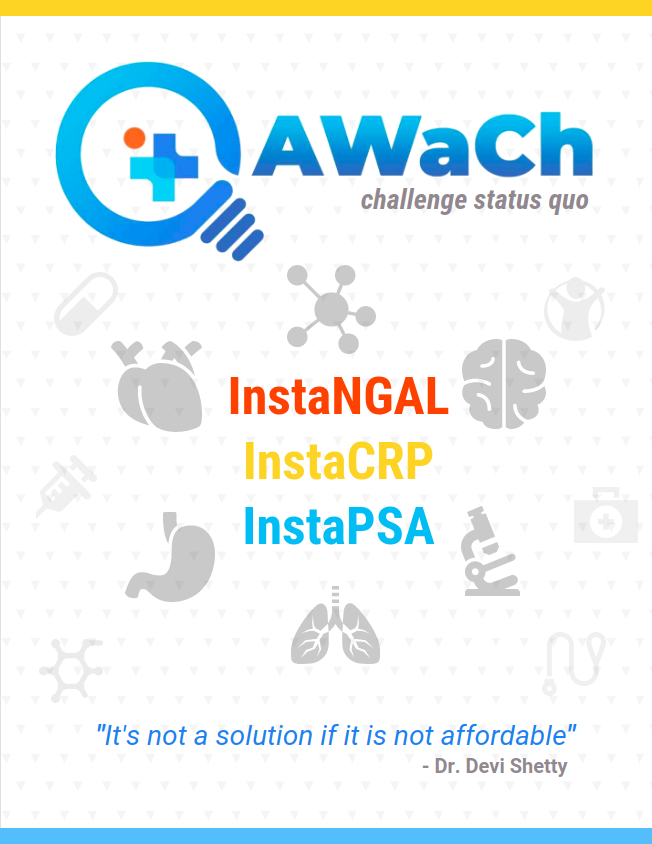 AWaCh
challenge status quo
InstaNGAL
InstaCRP
InstaPSA
"It's not a solution if it is not affordable"
- Dr. Devi Shetty